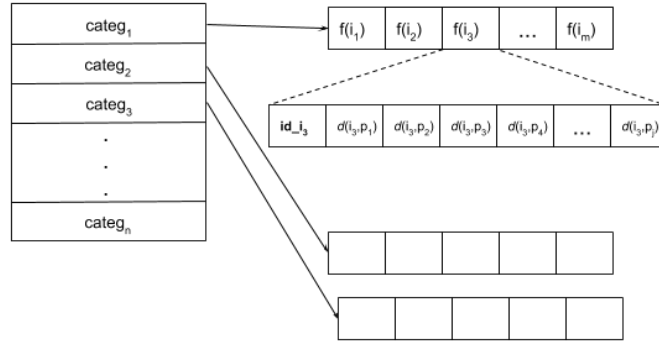 categ₁
f(i₁) f(i₂) f(i₃) ... f(iₘ)
categ₂
categ₃
id_i₃ d(i₃,p₁) d(i₃,p₂) d(i₃,p₃) d(i₃,p₄) ... d(i₃,pⱼ)
.
.
.
categₙ